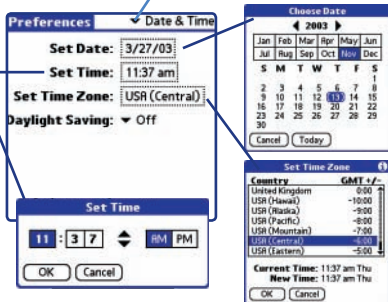 Preferences ▾ Date & Time
Set Date: 3/27/03
Set Time: 11:37 am
Set Time Zone: USA (Central)
Daylight Saving: ▾ Off
Set Time
11 : 3 7 AM PM
OK Cancel
Choose Date
◀ 2003 ▶
Jan Feb Mar Apr May Jun
Jul Aug Sep Oct Nov Dec
S M T W T F S
1
2 3 4 5 6 7 8
9 10 11 12 13 14 15
16 17 18 19 20 21 22
23 24 25 26 27 28 29
30
Cancel Today
Set Time Zone i
Country GMT +/-
United Kingdom 0:00
USA (Hawaii) -10:00
USA (Alaska) -9:00
USA (Pacific) -8:00
USA (Mountain) -7:00
USA (Central) -6:00
USA (Eastern) -5:00
Current Time: 11:37 am Thu
New Time: 11:37 am Thu
OK Cancel